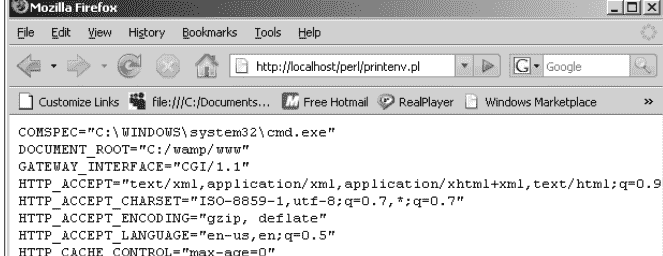 Mozilla Firefox
File Edit View History Bookmarks Tools Help
http://localhost/perl/printenv.pl G Google
Customize Links file:///C:/Documents... Free Hotmail RealPlayer Windows Marketplace »
COMSPEC="C:\WINDOWS\system32\cmd.exe"
DOCUMENT_ROOT="C:/wamp/www"
GATEWAY_INTERFACE="CGI/1.1"
HTTP_ACCEPT="text/xml,application/xml,application/xhtml+xml,text/html;q=0.9
HTTP_ACCEPT_CHARSET="ISO-8859-1,utf-8;q=0.7,*;q=0.7"
HTTP_ACCEPT_ENCODING="gzip, deflate"
HTTP_ACCEPT_LANGUAGE="en-us,en;q=0.5"
HTTP_CACHE_CONTROL="max-age=0"